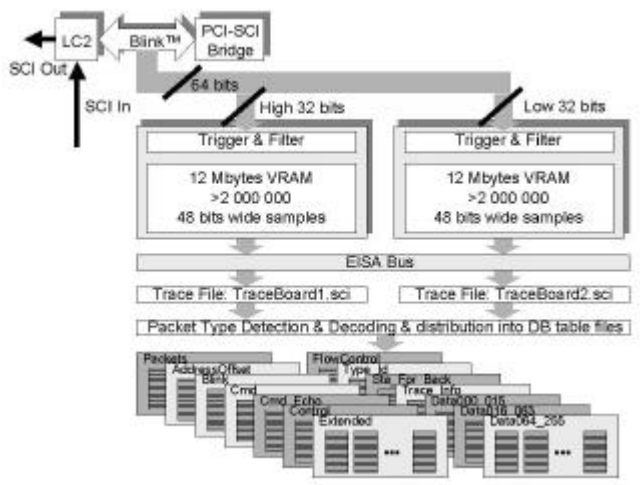 LC2
Blink™
PCI-SCI
Bridge
SCI Out
SCI In
64 bits
High 32 bits
Low 32 bits
Trigger & Filter
12 Mbytes VRAM
>2 000 000
48 bits wide samples
Trigger & Filter
12 Mbytes VRAM
>2 000 000
48 bits wide samples
EISA Bus
Trace File: TraceBoard1.sci
Trace File: TraceBoard2.sci
Packet Type Detection & Decoding & distribution into DB table files
Packets
AddressOffset
Blink
Cmd
Cmd_Echo
Control
Extended
•••
FlowControl
Type_Id
Sta_Fpr_Back
Trace_Info
Data000_015
Data016_063
Data064_255
•••